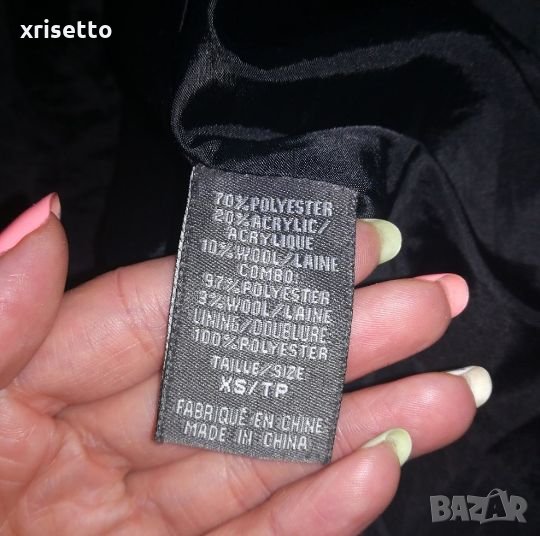 xrisetto
70%POLYESTER
20%ACRYLIC/
ACRYLIQUE
10%WOOL/LAINE
COMBO:
97%POLYESTER
3%WOOL/LAINE
LINING/DOUBLURE
100%POLYESTER
TAILLE/SIZE
XS/TP
FABRIQUÉ EN CHINE
MADE IN CHINA
BAZAR